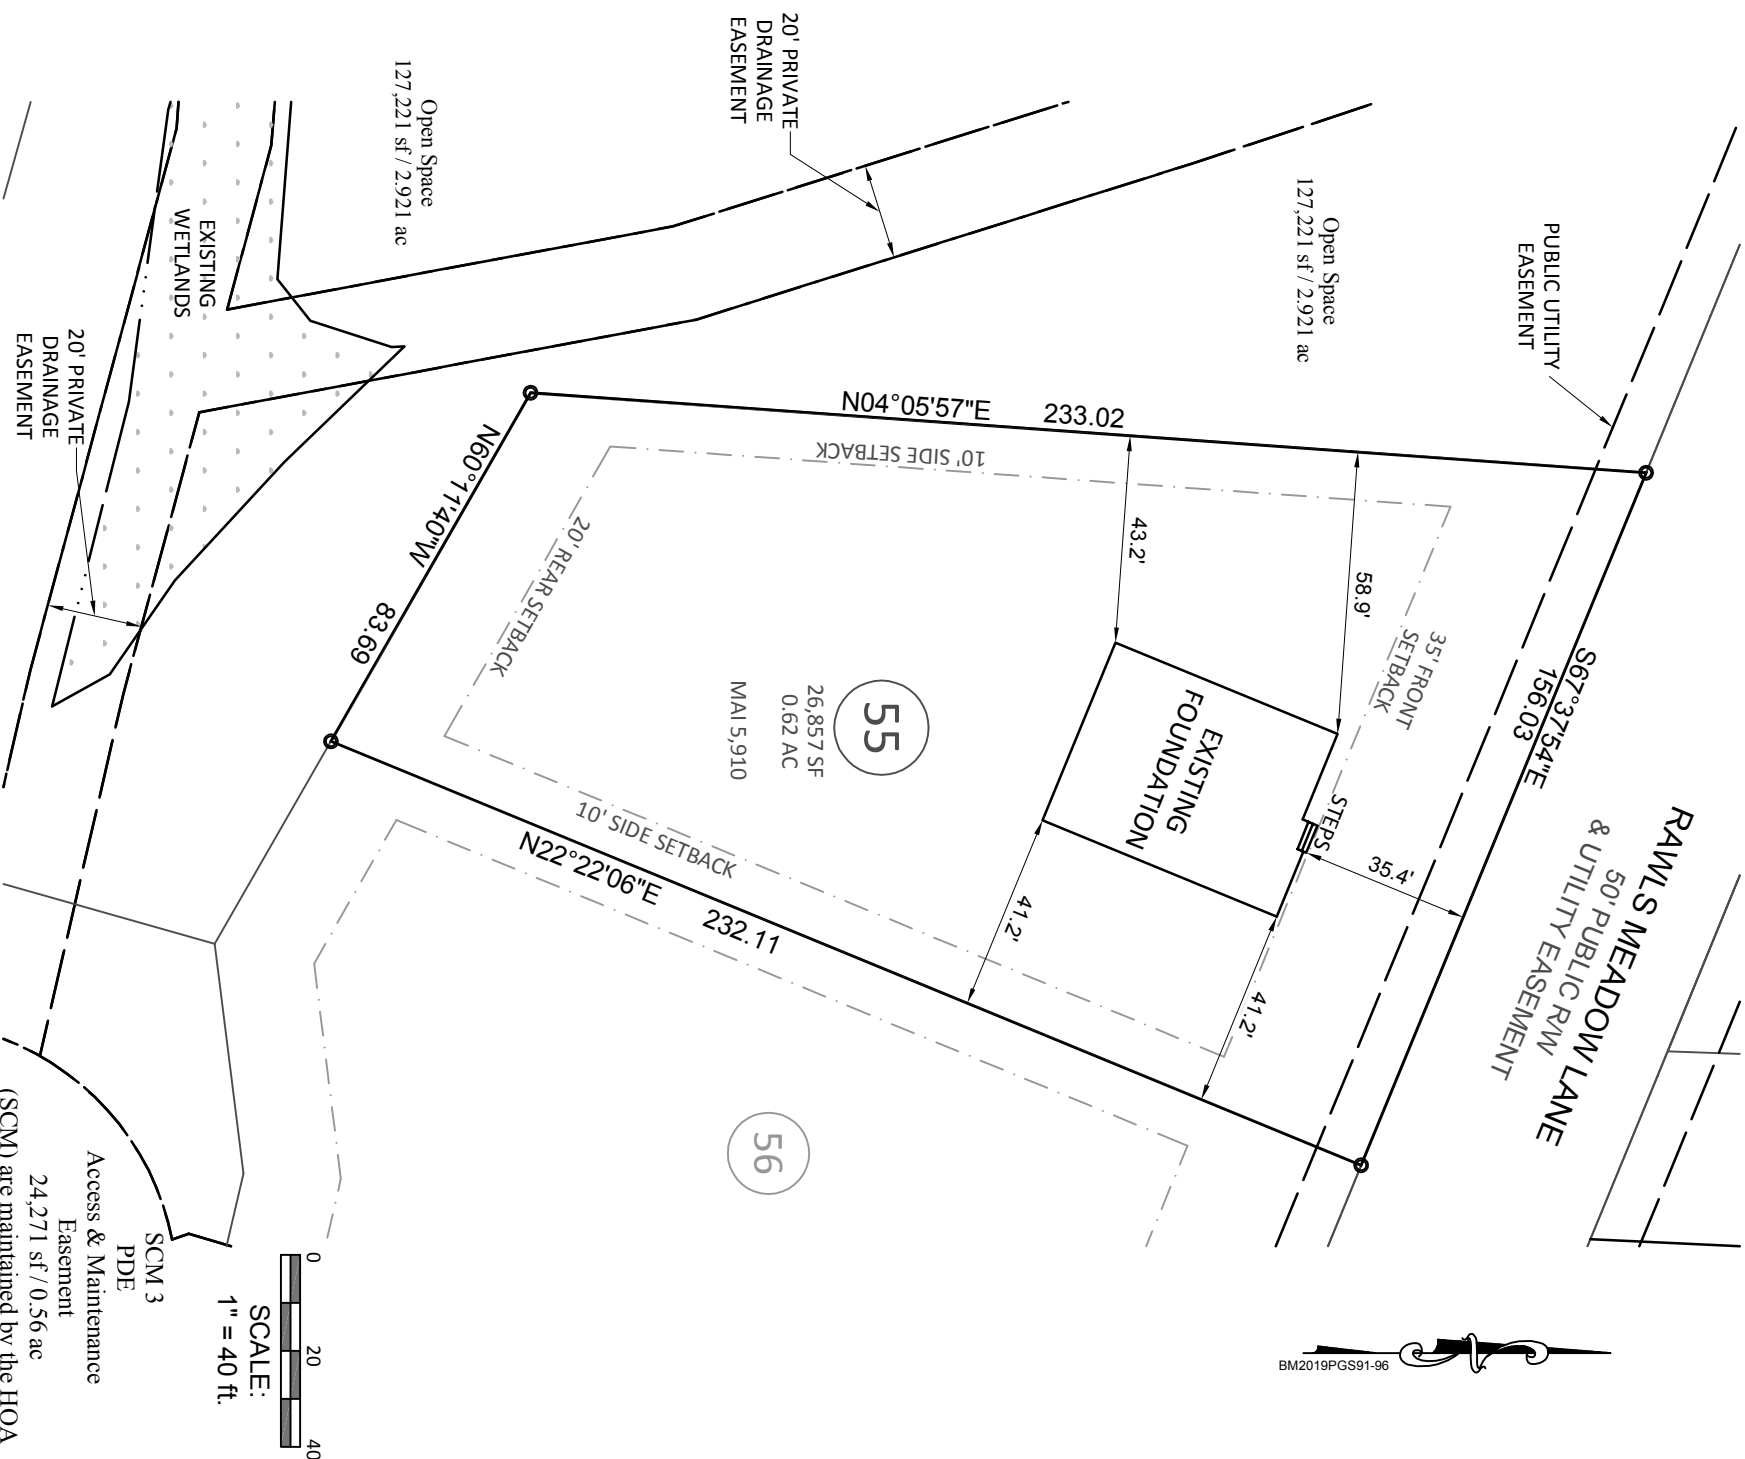 20' PRIVATE
DRAINAGE
EASEMENT
Open Space
127,221 sf / 2.921 ac
Open Space
127,221 sf / 2.921 ac
PUBLIC UTILITY
EASEMENT
EXISTING
WETLANDS
20' PRIVATE
DRAINAGE
EASEMENT
N04°05'57"E 233.02
10' SIDE SETBACK
N60°11'40"W 83.69
20' REAR SETBACK
43.2'
58.9'
35' FRONT
SETBACK
S67°37'54"E
156.03
RAWLS MEADOW LANE
50' PUBLIC R/W
& UTILITY EASEMENT
55
26,857 SF
0.62 AC
MAI 5,910
EXISTING
FOUNDATION
STEPS
35.4'
41.2'
41.2'
10' SIDE SETBACK
N22°22'06"E 232.11
56
SCM 3
PDE
Access & Maintenance
Easement
24,271 sf / 0.56 ac
(SCM) are maintained by the HOA
0 20 40
SCALE:
1" = 40 ft.
BM2019PGS91-96